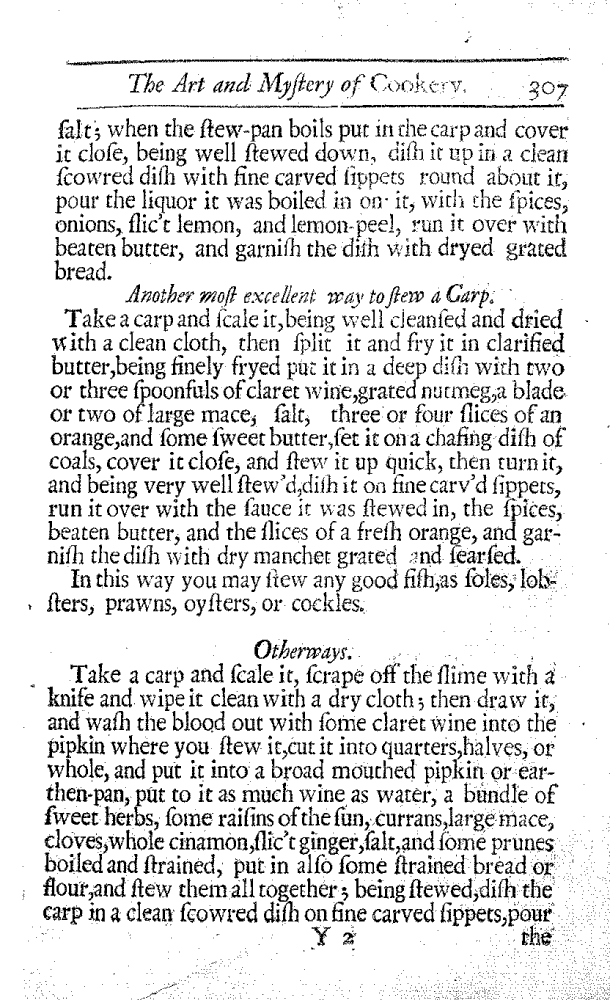 The Art and Myſtery of Cookery. 307
ſalt; when the ſtew-pan boils put in the carp and cover
it cloſe, being well ſtewed down, diſh it up in a clean
ſcowred diſh with fine carved ſippets round about it,
pour the liquor it was boiled in on it, with the ſpices,
onions, ſlic't lemon, and lemon-peel, run it over with
beaten butter, and garniſh the diſh with dryed grated
bread.
Another moſt excellent way to ſtew a Carp.
Take a carp and ſcale it, being well cleanſed and dried
with a clean cloth, then ſplit it and fry it in clarified
butter, being finely fryed put it in a deep diſh with two
or three ſpoonfuls of claret wine, grated nutmeg, a blade
or two of large mace, ſalt, three or four ſlices of an
orange, and ſome ſweet butter, ſet it on a chafing diſh of
coals, cover it cloſe, and ſtew it up quick, then turn it,
and being very well ſtew'd, diſh it on fine carv'd ſippets,
run it over with the ſauce it was ſtewed in, the ſpices,
beaten butter, and the ſlices of a freſh orange, and gar-
niſh the diſh with dry manchet grated and ſearſed.
In this way you may ſtew any good fiſh, as ſoles, lob-
ſters, prawns, oyſters, or cockles.
Otherways.
Take a carp and ſcale it, ſcrape off the ſlime with a
knife and wipe it clean with a dry cloth; then draw it,
and waſh the blood out with ſome claret wine into the
pipkin where you ſtew it, cut it into quarters, halves, or
whole, and put it into a broad mouthed pipkin or ear-
then-pan, put to it as much wine as water, a bundle of
ſweet herbs, ſome raiſins of the ſun, currans, large mace,
cloves, whole cinamon, ſlic't ginger, ſalt, and ſome prunes
boiled and ſtrained, put in alſo ſome ſtrained bread or
flour, and ſtew them all together; being ſtewed, diſh the
carp in a clean ſcowred diſh on fine carved ſippets, pour
Y 2 the